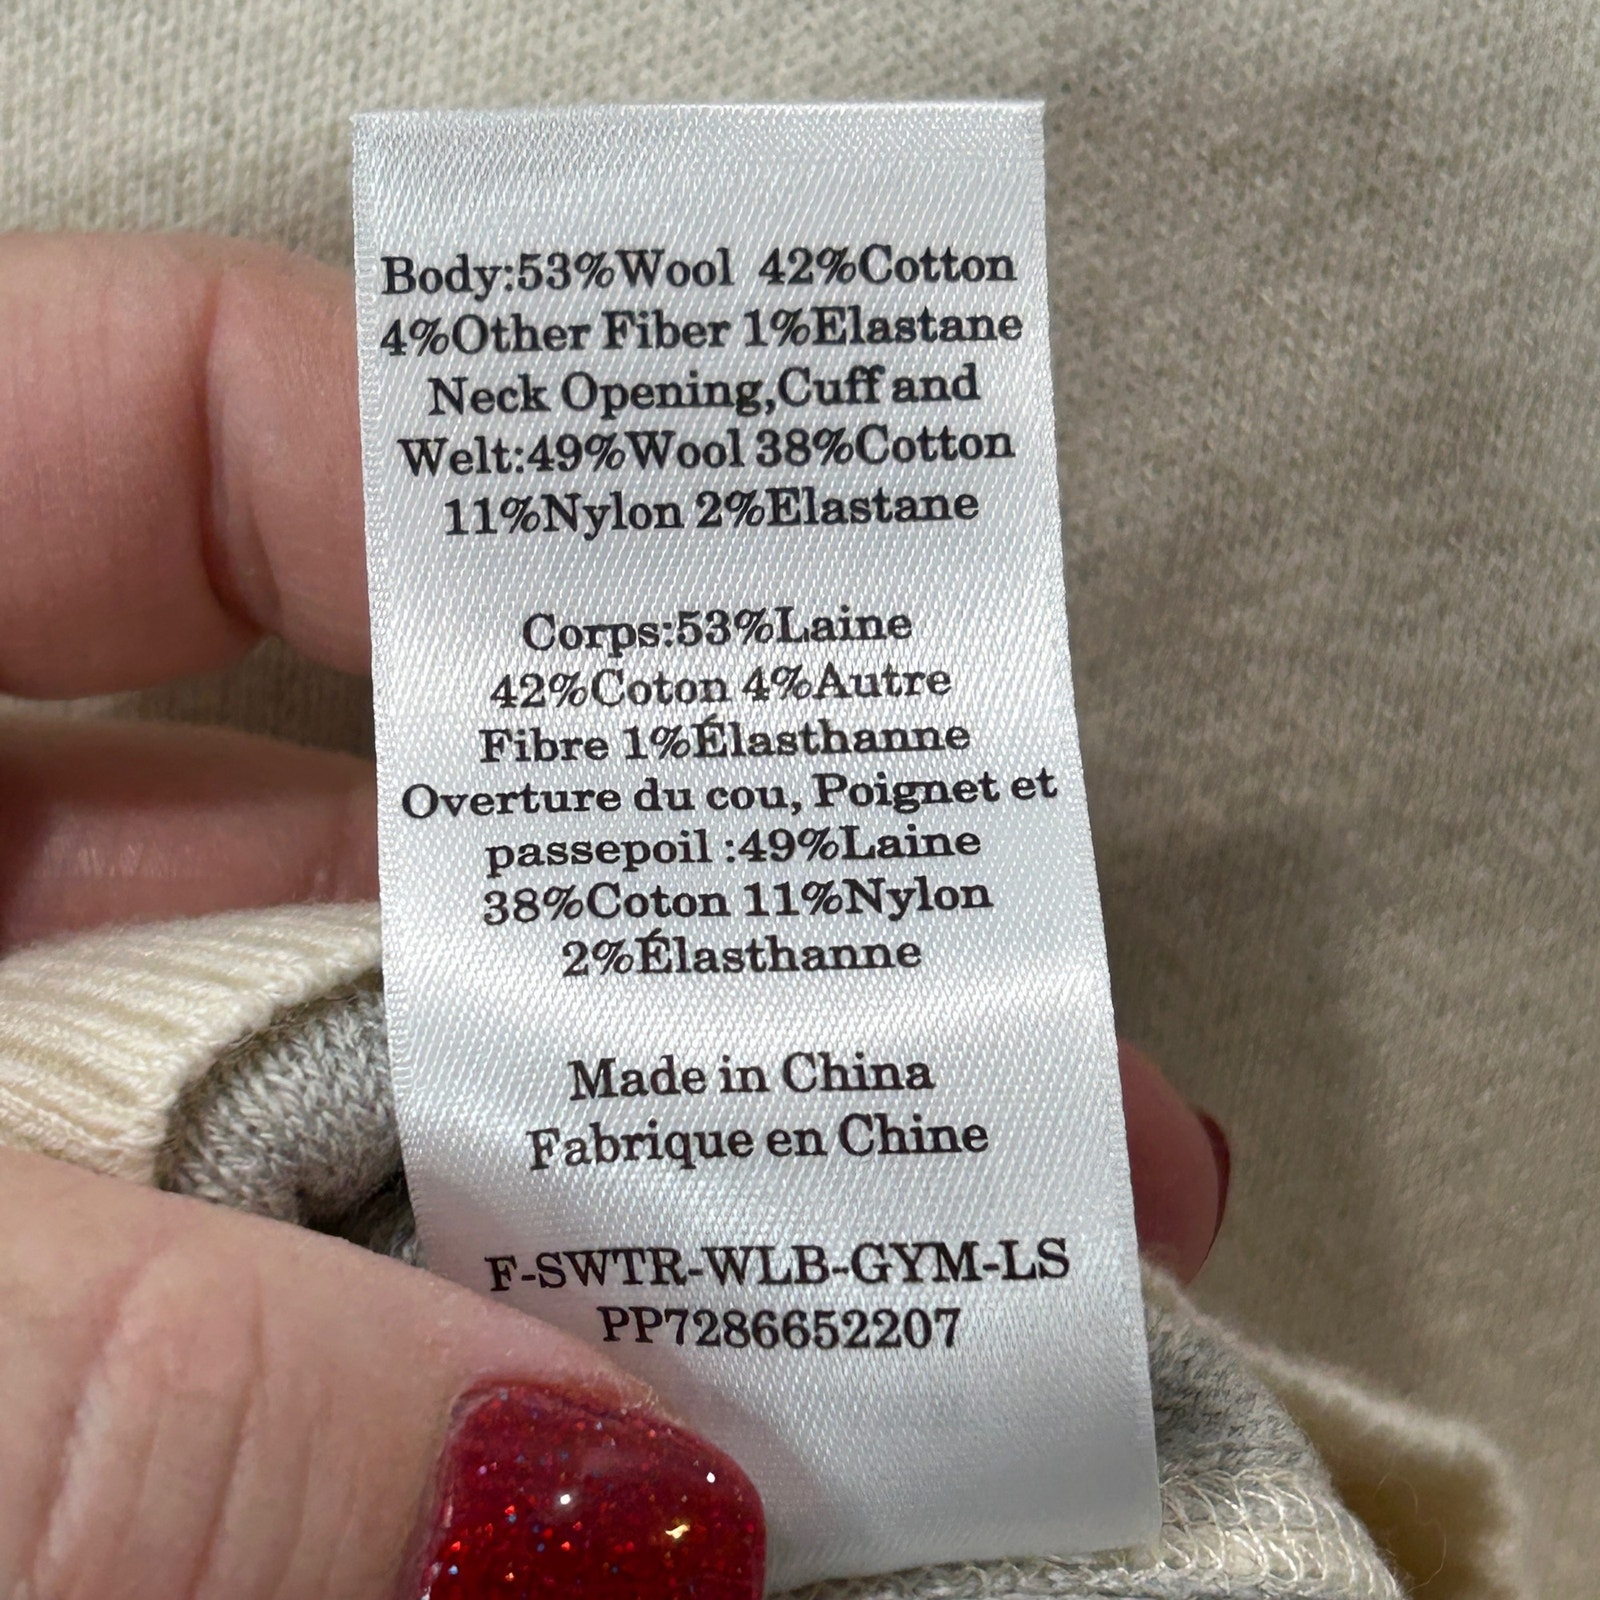 Body:53%Wool 42%Cotton
4%Other Fiber 1%Elastane
Neck Opening,Cuff and
Welt:49%Wool 38%Cotton
11%Nylon 2%Elastane
Corps:53%Laine
42%Coton 4%Autre
Fibre 1%Élasthanne
Overture du cou, Poignet et
passepoil :49%Laine
38%Coton 11%Nylon
2%Élasthanne
Made in China
Fabrique en Chine
F-SWTR-WLB-GYM-LS
PP7286652207